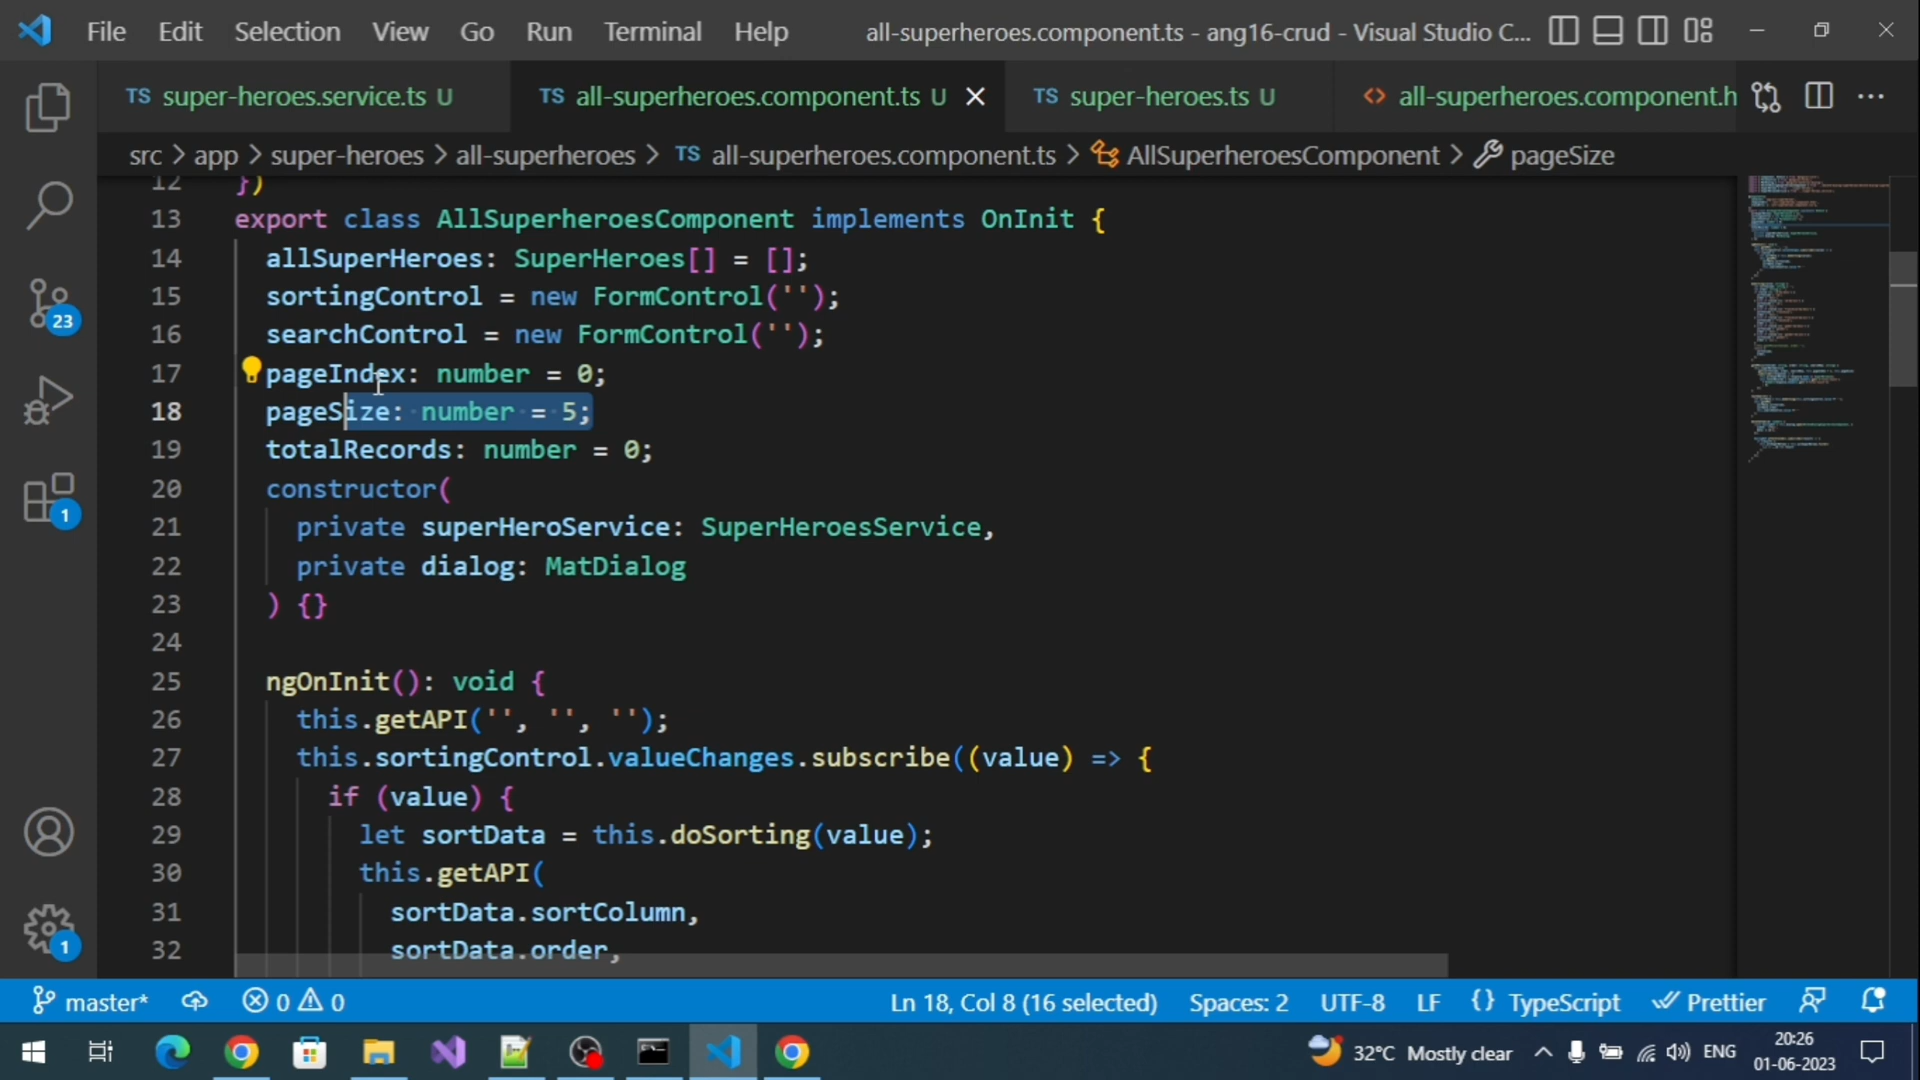 File Edit Selection View Go Run Terminal Help all-superheroes.component.ts - ang16-crud - Visual Studio C...
TS super-heroes.service.ts U TS all-superheroes.component.ts U TS super-heroes.ts U <> all-superheroes.component.h
src > app > super-heroes > all-superheroes > TS all-superheroes.component.ts > AllSuperheroesComponent > pageSize
12 })
13 export class AllSuperheroesComponent implements OnInit {
14 allSuperHeroes: SuperHeroes[] = [];
15 sortingControl = new FormControl('');
16 searchControl = new FormControl('');
17 pageIndex: number = 0;
18 pageSize: number = 5;
19 totalRecords: number = 0;
20 constructor(
21 private superHeroService: SuperHeroesService,
22 private dialog: MatDialog
23 ) {}
24
25 ngOnInit(): void {
26 this.getAPI('', '', '');
27 this.sortingControl.valueChanges.subscribe((value) => {
28 if (value) {
29 let sortData = this.doSorting(value);
30 this.getAPI(
31 sortData.sortColumn,
32 sortData.order,
23
1
1
master* 0 0 Ln 18, Col 8 (16 selected) Spaces: 2 UTF-8 LF {} TypeScript Prettier
32°C Mostly clear ENG 20:26
01-06-2023